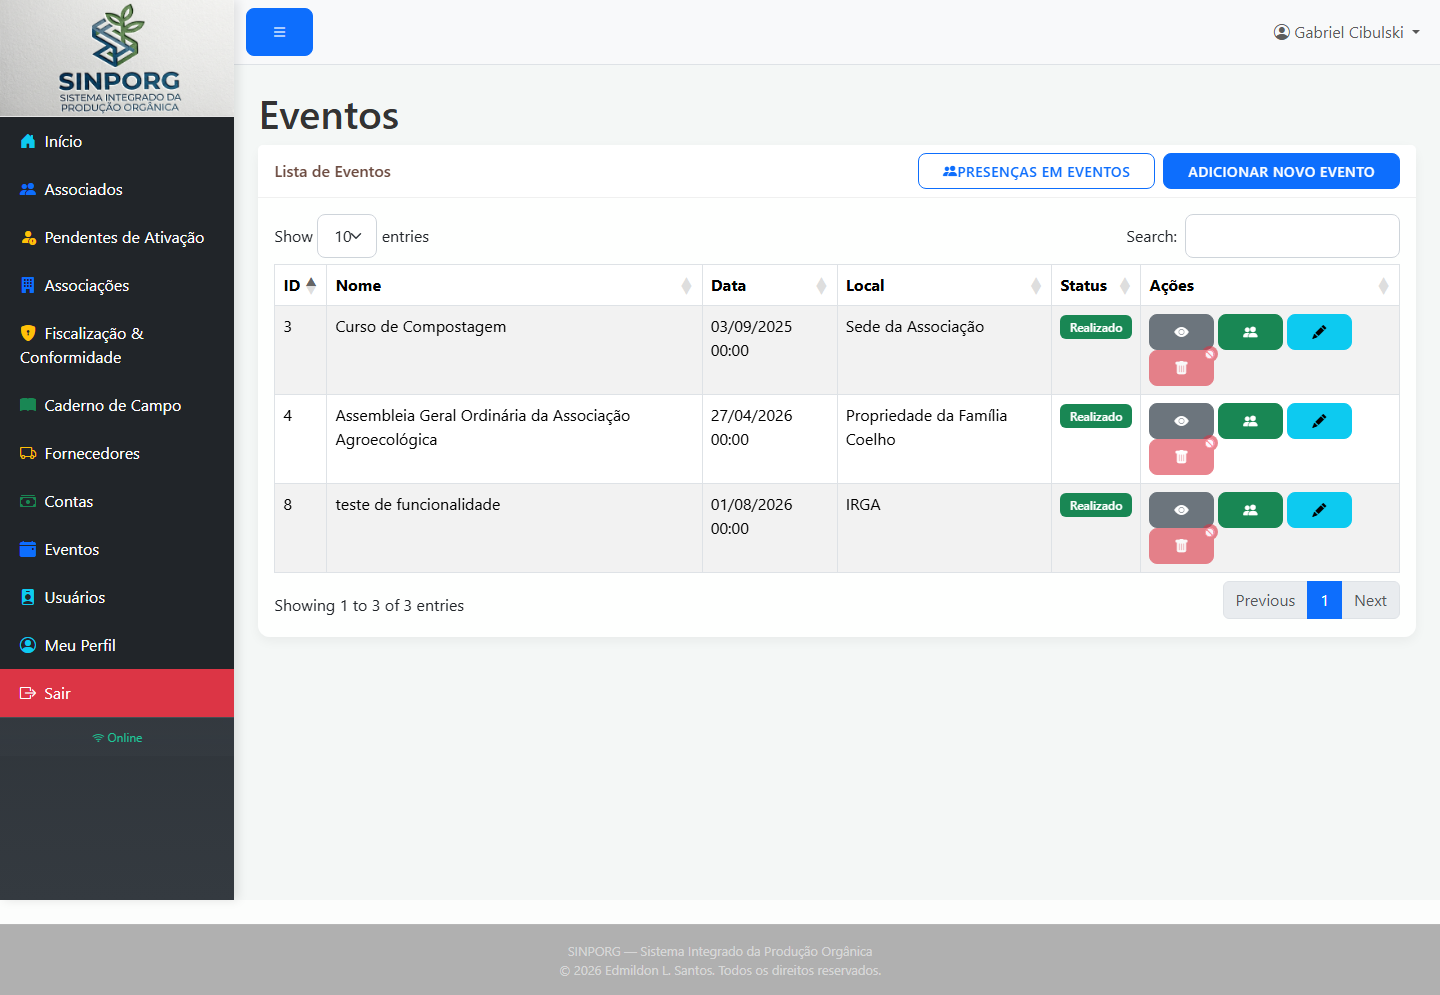 SINPORG
SISTEMA INTEGRADO DA
PRODUÇÃO ORGÂNICA
Gabriel Cibulski
Início
Associados
Pendentes de Ativação
Associações
Fiscalização &
Conformidade
Caderno de Campo
Fornecedores
Contas
Eventos
Usuários
Meu Perfil
Sair
Online
Eventos
Lista de Eventos
PRESENÇAS EM EVENTOS
ADICIONAR NOVO EVENTO
Show 10 entries
Search:
ID Nome Data Local Status Ações
3 Curso de Compostagem 03/09/2025 Sede da Associação Realizado
00:00
4 Assembleia Geral Ordinária da Associação 27/04/2026 Propriedade da Família Realizado
Agroecológica 00:00 Coelho
8 teste de funcionalidade 01/08/2026 IRGA Realizado
00:00
Showing 1 to 3 of 3 entries
Previous 1 Next
SINPORG — Sistema Integrado da Produção Orgânica
© 2026 Edmildon L. Santos. Todos os direitos reservados.